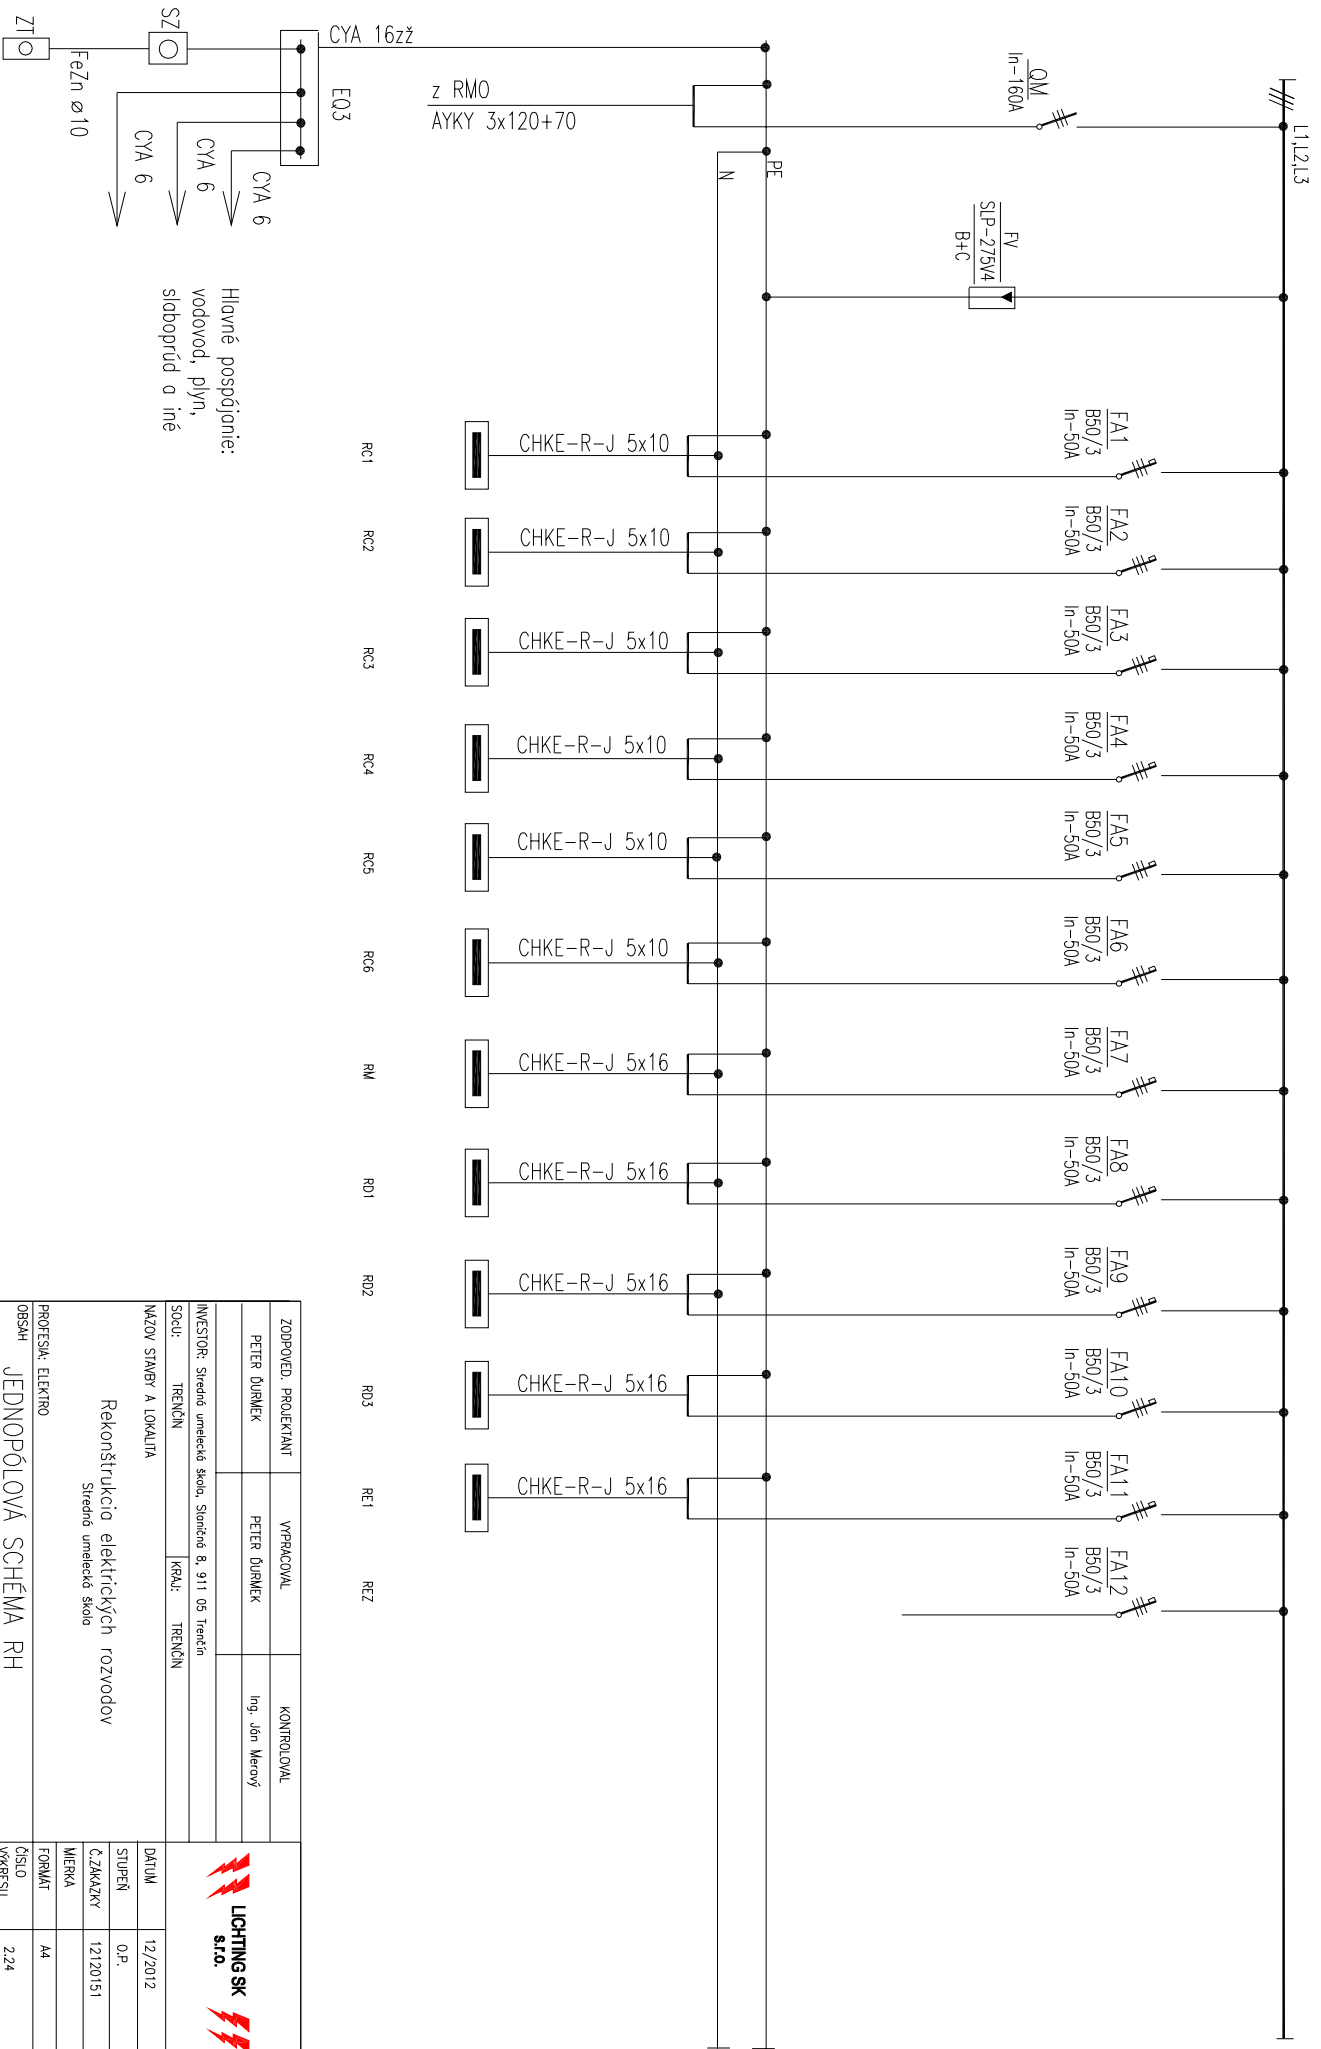 L1,L2,L3
QM
In-160A
FV
SLP-275V4
B+C
FA1
B50/3
In-50A
FA2
B50/3
In-50A
FA3
B50/3
In-50A
FA4
B50/3
In-50A
FA5
B50/3
In-50A
FA6
B50/3
In-50A
FA7
B50/3
In-50A
FA8
B50/3
In-50A
FA9
B50/3
In-50A
FA10
B50/3
In-50A
FA11
B50/3
In-50A
FA12
B50/3
In-50A
PE
N
z RMO
AYKY 3x120+70
CYA 16zž
CHKE-R-J 5x10
CHKE-R-J 5x10
CHKE-R-J 5x10
CHKE-R-J 5x10
CHKE-R-J 5x10
CHKE-R-J 5x10
CHKE-R-J 5x16
CHKE-R-J 5x16
CHKE-R-J 5x16
CHKE-R-J 5x16
CHKE-R-J 5x16
RC1
RC2
RC3
RC4
RC5
RC6
RM
RD1
RD2
RD3
RE1
REZ
EQ3
CYA 6
CYA 6
CYA 6
SZ
FeZn ø10
ZT
Hlavné pospájanie:
vodovod, plyn,
slaboprúd a iné
ZODPOVED. PROJEKTANT
VYPRACOVAL
KONTROLOVAL
PETER ĎURMEK
PETER ĎURMEK
Ing. Ján Merový
INVESTOR: Stredná umelecká škola, Staničná 8, 911 05 Trenčín
SOcU: TRENČÍN
KRAJ: TRENČÍN
NÁZOV STAVBY A LOKALITA
Rekonštrukcia elektrických rozvodov
Stredná umelecká škola
PROFESIA: ELEKTRO
OBSAH
JEDNOPÓLOVÁ SCHÉMA RH
LICHTING SK
s.r.o.
DÁTUM 12/2012
STUPEŇ O.P.
Č.ZÁKAZKY 12120151
MIERKA
FORMÁT A4
ČÍSLO
VÝKRESU 2.24